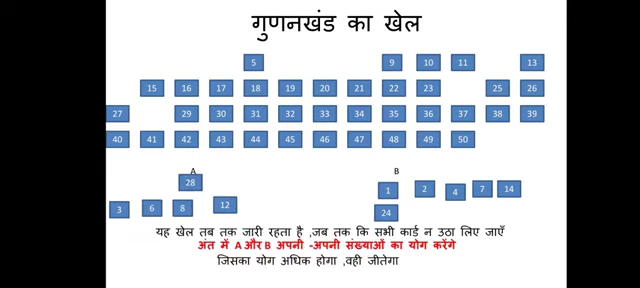 गुणनखंड का खेल
5 9 10 11 13
15 16 17 18 19 20 21 22 23 25 26
27 29 30 31 32 33 34 35 36 37 38 39
40 41 42 43 44 45 46 47 48 49 50
A B
28 1 2 4 7 14
3 6 8 12 24
यह खेल तब तक जारी रहता है ,जब तक कि सभी कार्ड न उठा लिए जाएँ
अंत में A और B अपनी -अपनी संख्याओं का योग करेंगे
जिसका योग अधिक होगा ,वही जीतेगा